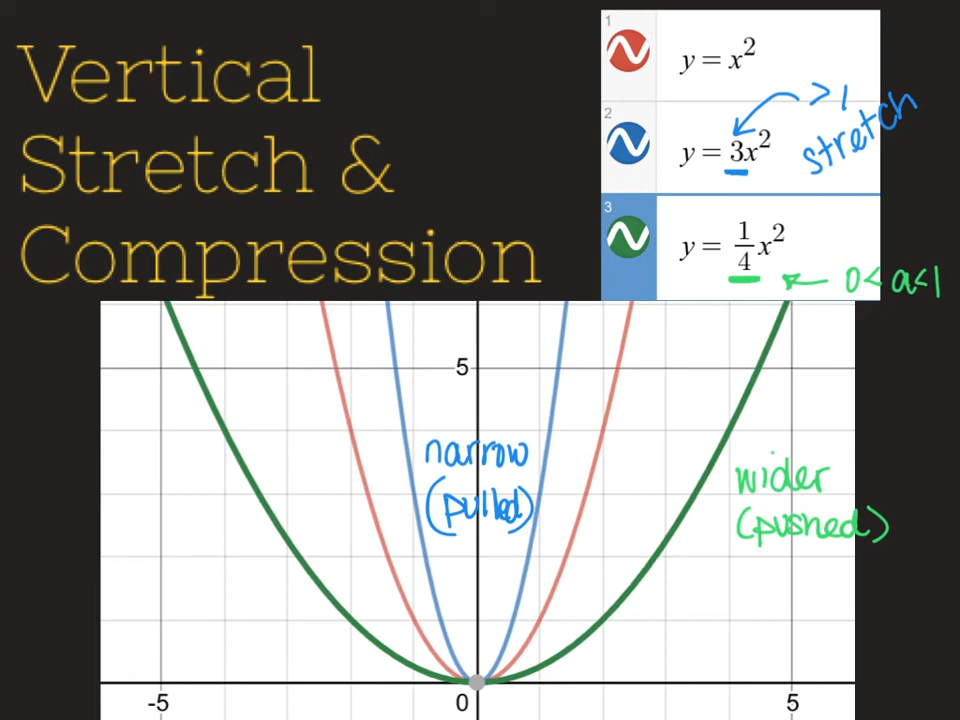 Vertical
Stretch &
Compression
1
y = x²
> 1
2
y = 3x²
stretch
3
y = 1/4 x²
0 < a < 1
5
narrow
(pulled)
wider
(pushed)
-5
0
5